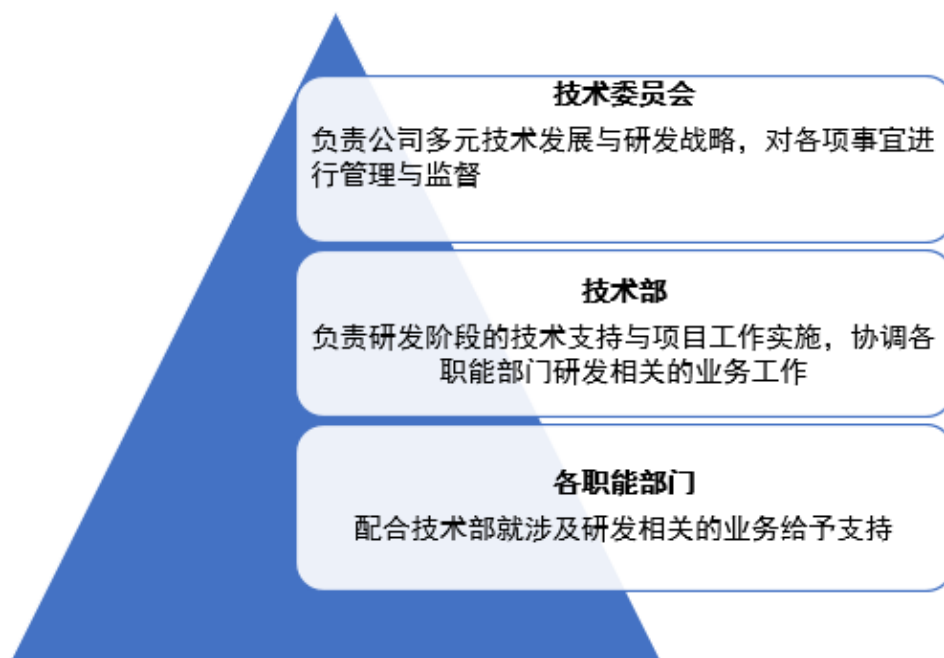 技术委员会
负责公司多元技术发展与研发战略，对各项事宜进
行管理与监督
技术部
负责研发阶段的技术支持与项目工作实施，协调各
职能部门研发相关的业务工作
各职能部门
配合技术部就涉及研发相关的业务给予支持